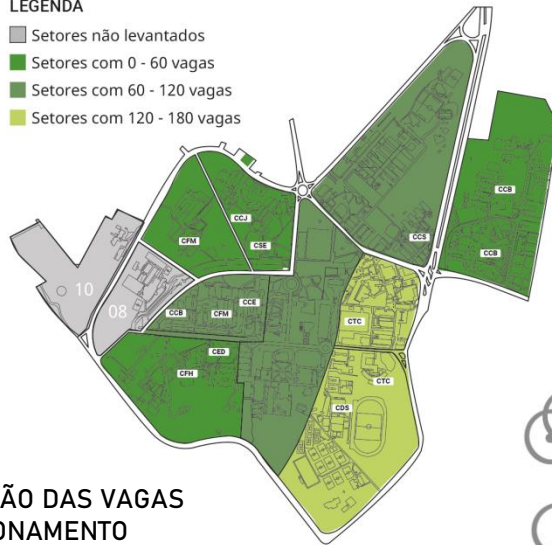 LEGENDA
Setores não levantados
Setores com 0 - 60 vagas
Setores com 60 - 120 vagas
Setores com 120 - 180 vagas
CCB
CCJ
CFM
CSE
CCS
CCB
10
08
CCE
CCB
CFM
CTC
CED
CFH
CTC
CDS
ÃO DAS VAGAS
ONAMENTO